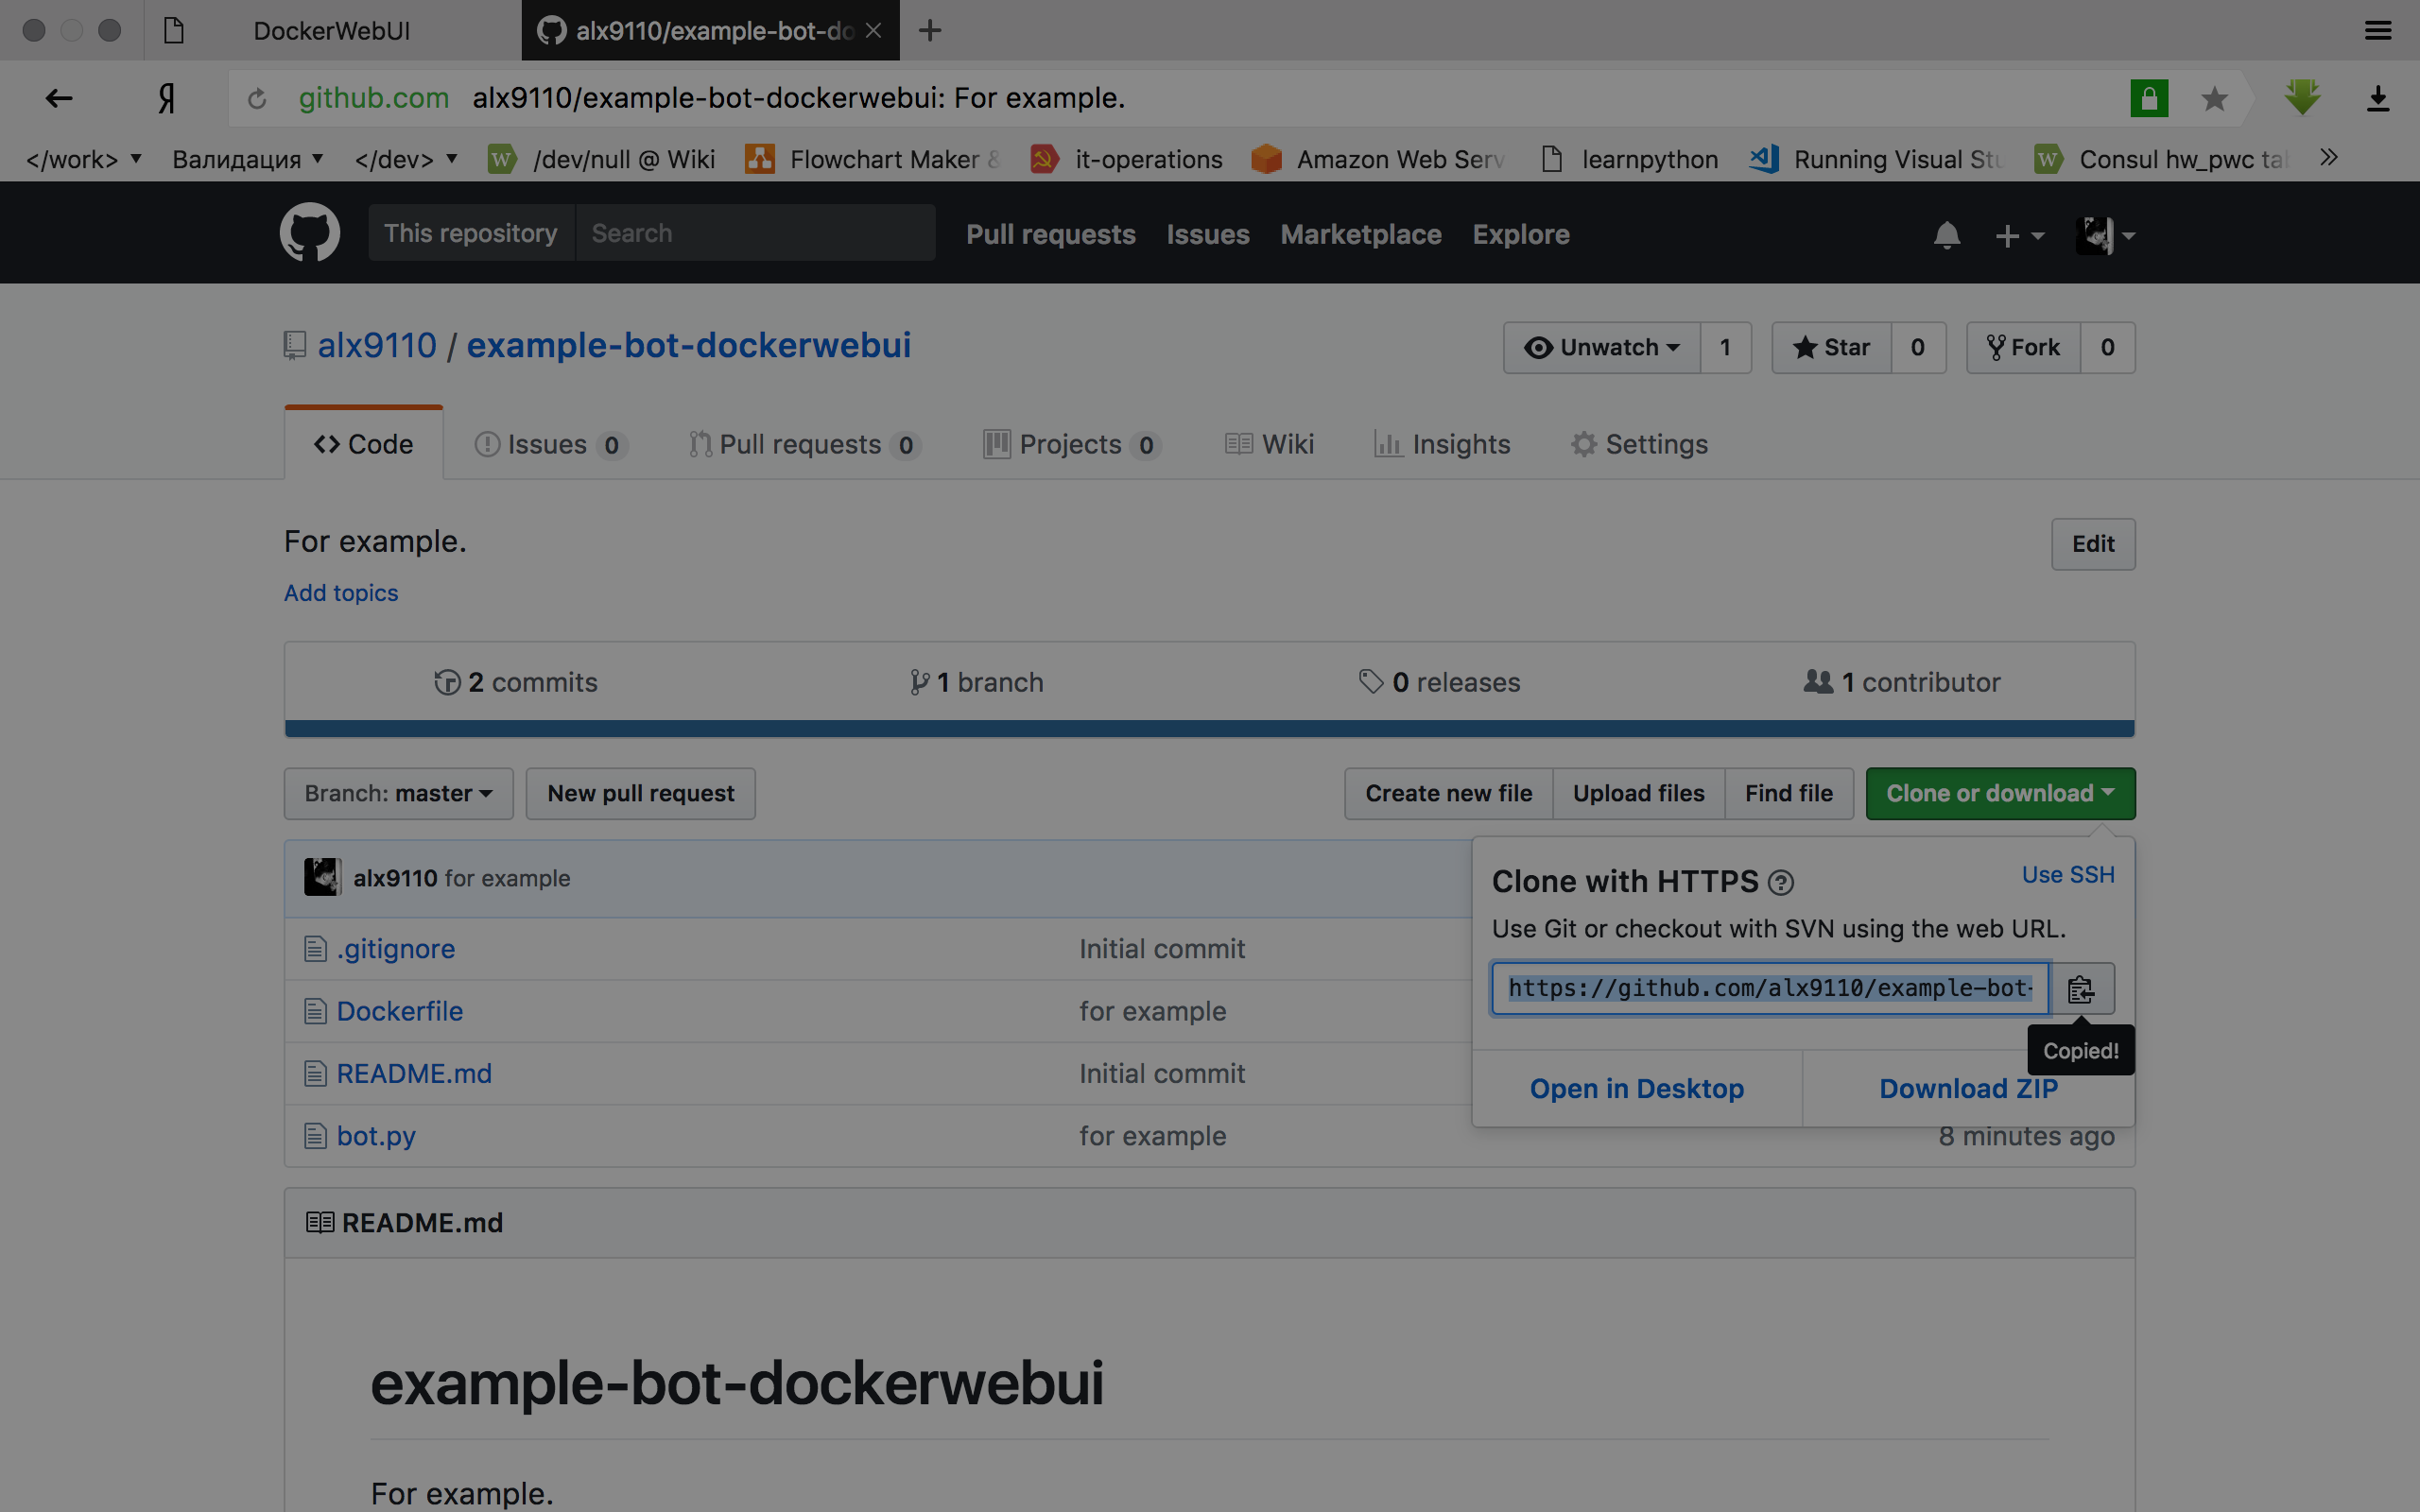 DockerWebUI alx9110/example-bot-do
Я github.com alx9110/example-bot-dockerwebui: For example.
</work> Валидация </dev> W /dev/null @ Wiki Flowchart Maker & it-operations Amazon Web Serv learnpython Running Visual Stu W Consul hw_pwc tab
This repository Search Pull requests Issues Marketplace Explore
alx9110 / example-bot-dockerwebui Unwatch 1 Star 0 Fork 0
Code Issues 0 Pull requests 0 Projects 0 Wiki Insights Settings
For example. Edit
Add topics
2 commits 1 branch 0 releases 1 contributor
Branch: master New pull request Create new file Upload files Find file Clone or download
alx9110 for example
Clone with HTTPS Use SSH
Use Git or checkout with SVN using the web URL.
https://github.com/alx9110/example-bot-
Copied!
Open in Desktop Download ZIP
.gitignore Initial commit
Dockerfile for example
README.md Initial commit
bot.py for example 8 minutes ago
README.md
example-bot-dockerwebui
For example.